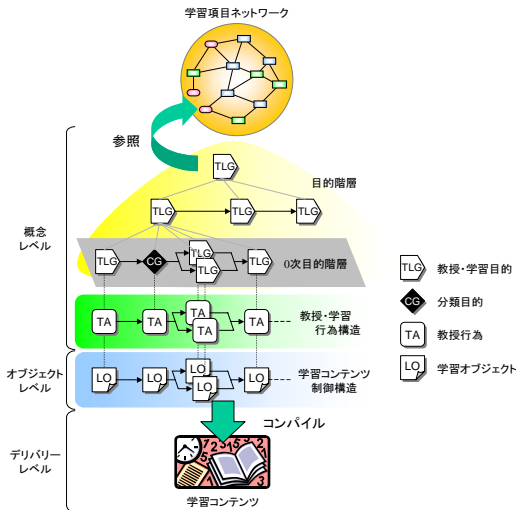 学習項目ネットワーク
参照
TLG
目的階層
TLG
TLG
TLG
概念
レベル
TLG
CG
TLG
TLG
TLG
0次目的階層
TLG
教授・学習目的
CG
分類目的
TA
TA
TA
TA
TA
教授・学習
行為構造
TA
教授行為
オブジェクト
レベル
LO
LO
LO
LO
LO
学習コンテンツ
制御構造
LO
学習オブジェクト
コンパイル
デリバリー
レベル
学習コンテンツ